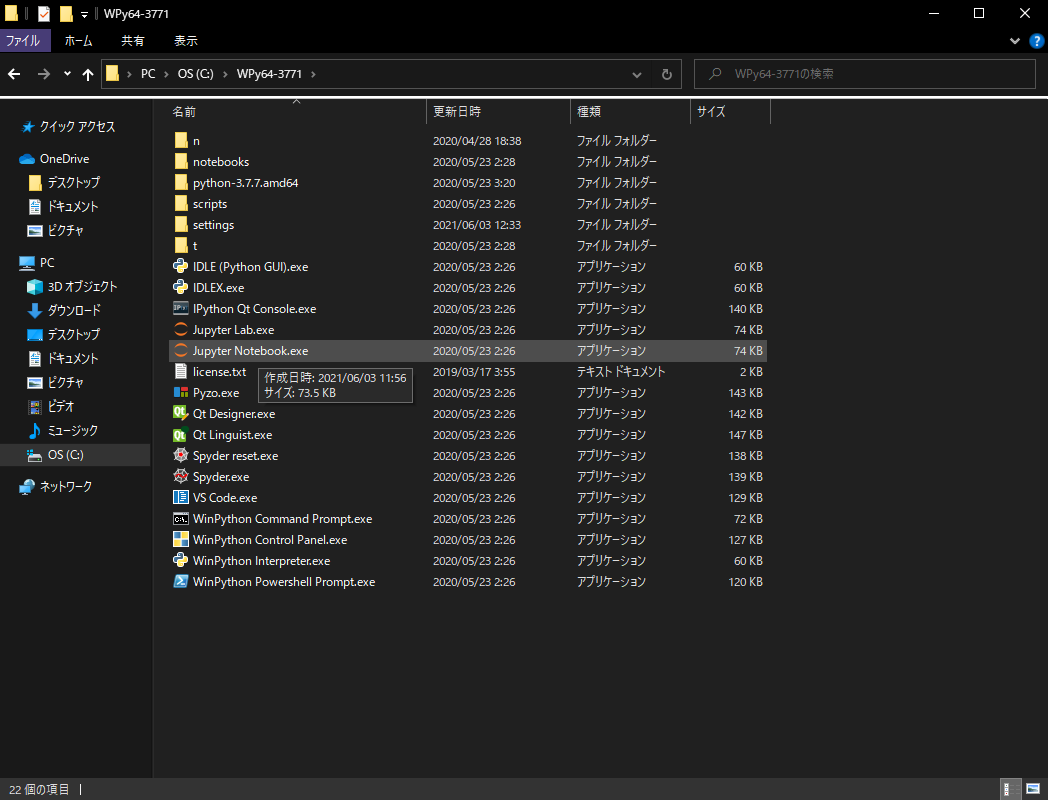 WPy64-3771
ファイル ホーム 共有 表示
PC OS (C:) WPy64-3771 WPy64-3771の検索
クイック アクセス
OneDrive
デスクトップ
ドキュメント
ピクチャ
PC
3D オブジェクト
ダウンロード
デスクトップ
ドキュメント
ピクチャ
ビデオ
ミュージック
OS (C:)
ネットワーク
名前 更新日時 種類 サイズ
n 2020/04/28 18:38 ファイル フォルダー
notebooks 2020/05/23 2:28 ファイル フォルダー
python-3.7.7.amd64 2020/05/23 3:20 ファイル フォルダー
scripts 2020/05/23 2:26 ファイル フォルダー
settings 2021/06/03 12:33 ファイル フォルダー
t 2020/05/23 2:28 ファイル フォルダー
IDLE (Python GUI).exe 2020/05/23 2:26 アプリケーション 60 KB
IDLEX.exe 2020/05/23 2:26 アプリケーション 60 KB
IPython Qt Console.exe 2020/05/23 2:26 アプリケーション 140 KB
Jupyter Lab.exe 2020/05/23 2:26 アプリケーション 74 KB
Jupyter Notebook.exe 2020/05/23 2:26 アプリケーション 74 KB
license.txt 2019/03/17 3:55 テキスト ドキュメント 2 KB
作成日時: 2021/06/03 11:56
サイズ: 73.5 KB
Pyzo.exe 2020/05/23 2:26 アプリケーション 143 KB
Qt Designer.exe 2020/05/23 2:26 アプリケーション 142 KB
Qt Linguist.exe 2020/05/23 2:26 アプリケーション 147 KB
Spyder reset.exe 2020/05/23 2:26 アプリケーション 138 KB
Spyder.exe 2020/05/23 2:26 アプリケーション 139 KB
VS Code.exe 2020/05/23 2:26 アプリケーション 129 KB
WinPython Command Prompt.exe 2020/05/23 2:26 アプリケーション 72 KB
WinPython Control Panel.exe 2020/05/23 2:26 アプリケーション 127 KB
WinPython Interpreter.exe 2020/05/23 2:26 アプリケーション 60 KB
WinPython Powershell Prompt.exe 2020/05/23 2:26 アプリケーション 120 KB
22 個の項目